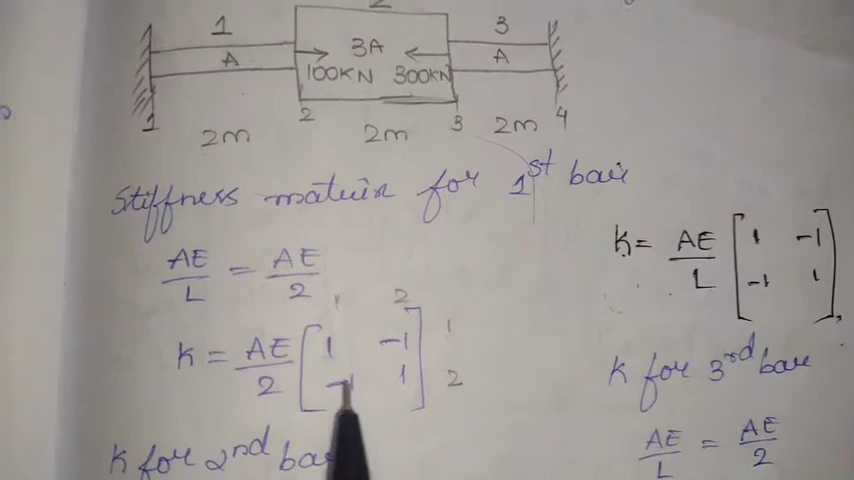 2
1 3
A 3A A
100KN 300KN
1 2 3 4
2m 2m 2m
Stiffness matrix for 1st bar
AE/L = AE/2
1 2
K = AE/2 [1 -1] 1
[-1 1] 2
K for 2nd bar
K = AE/L [1 -1]
[-1 1],
K for 3rd bar
AE/L = AE/2